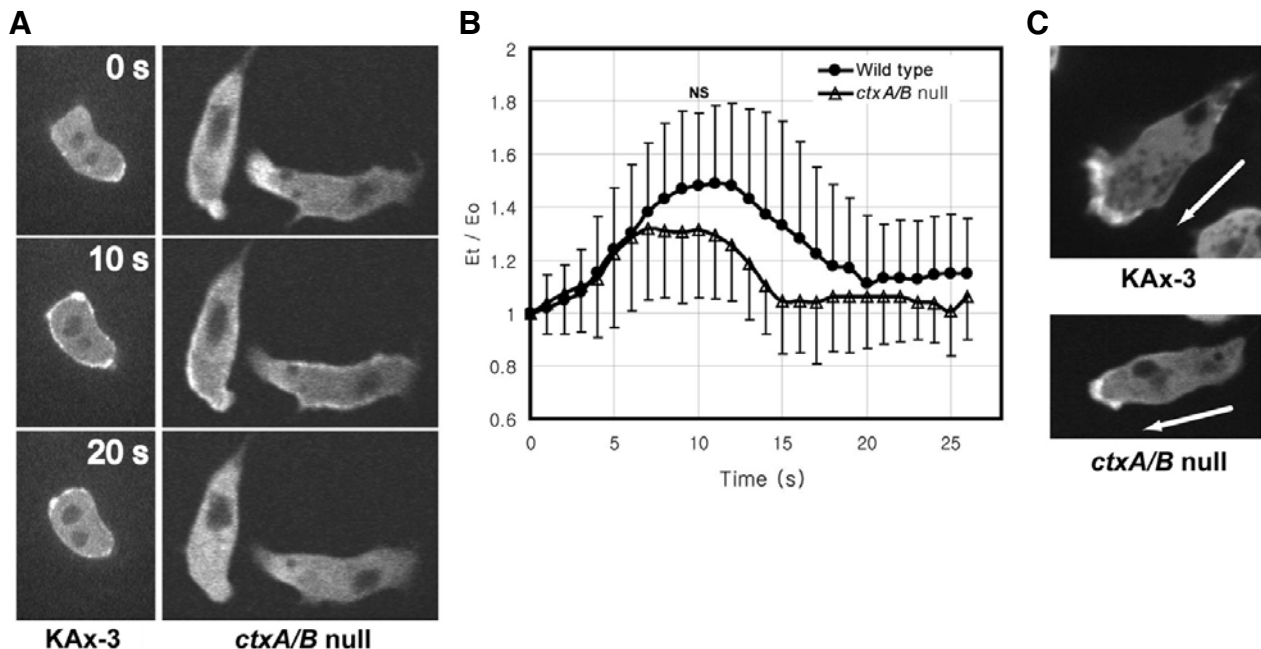 A
0 s
10 s
20 s
KAx-3
ctxA/B null
B
2
1.8
1.6
1.4
1.2
1
0.8
0.6
Et / Eo
NS
Wild type
ctxA/B null
0
5
10
15
20
25
Time (s)
C
KAx-3
ctxA/B null